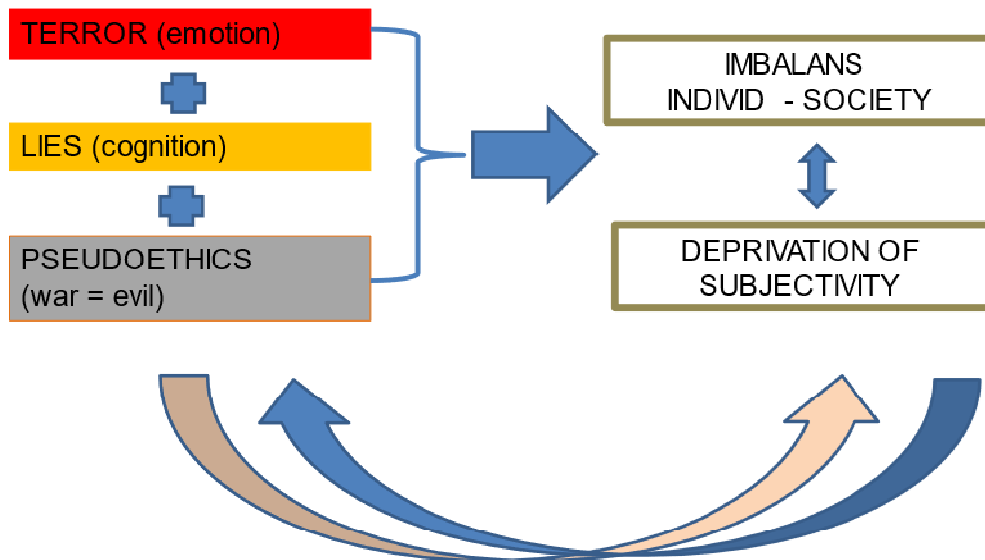 TERROR (emotion)
LIES (cognition)
PSEUDOETHICS
(war = evil)
IMBALANS
INDIVID - SOCIETY
DEPRIVATION OF
SUBJECTIVITY